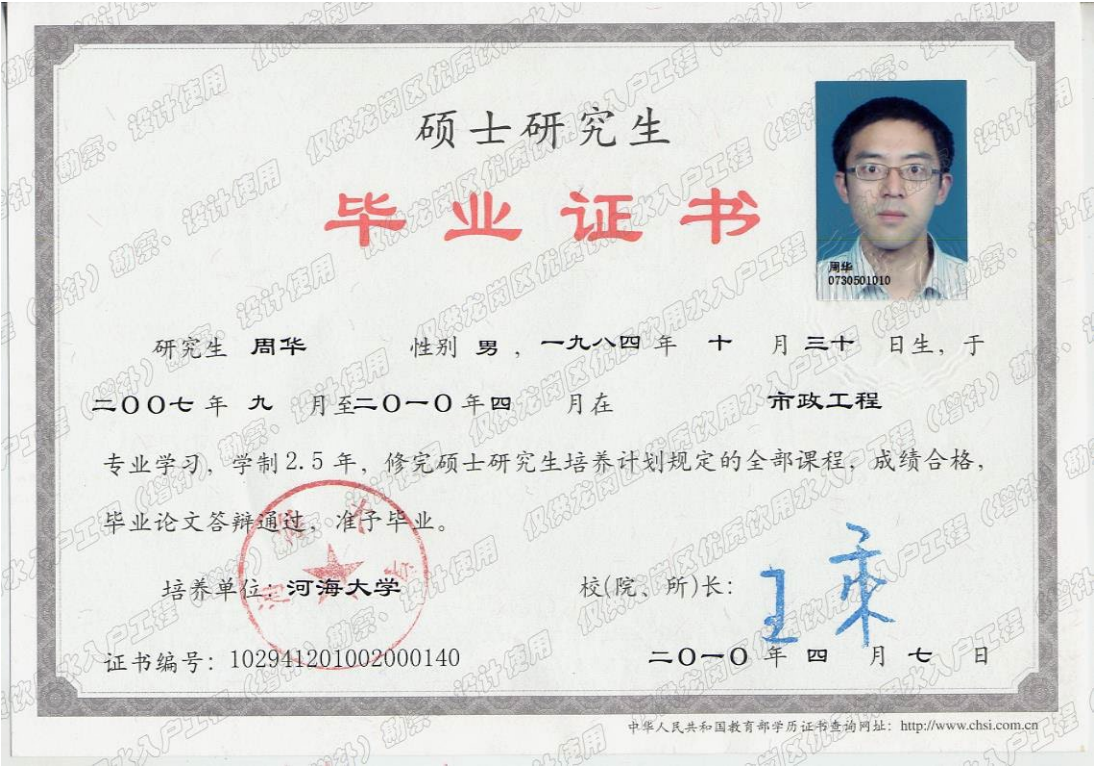 硕士研究生
毕业证书
周华
0730501010
研究生 周华 性别 男 ，一九八四 年 十 月 三十 日生，于
二〇〇七 年 九 月至二〇一〇 年 四 月在 市政工程
专业学习，学制 2.5 年，修完硕士研究生培养计划规定的全部课程，成绩合格，
毕业论文答辩通过，准予毕业。
培养单位：河海大学 校(院、所)长：
证书编号：102941201002000140 二〇一〇 年 四 月 七 日
中华人民共和国教育部学历证书查询网址：http://www.chsi.com.cn
仅供龙岗区优质饮用水入户工程（增补）勘察、设计使用